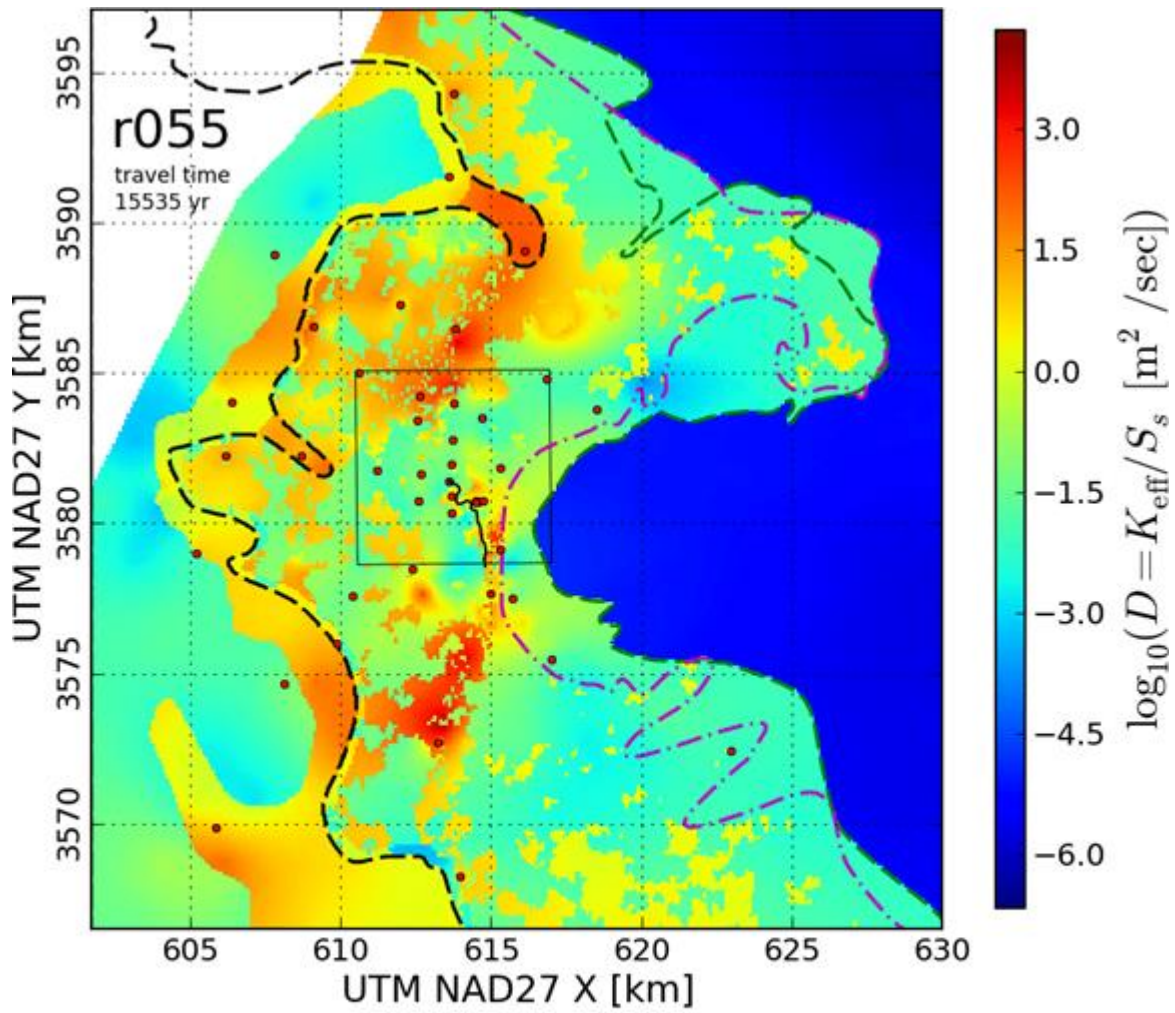 r055
travel time
15535 yr
3595
3590
3585
3580
3575
3570
UTM NAD27 Y [km]
605 610 615 620 625 630
UTM NAD27 X [km]
3.0
1.5
0.0
−1.5
−3.0
−4.5
−6.0
log₁₀(D = K_eff/S_s [m² /sec])